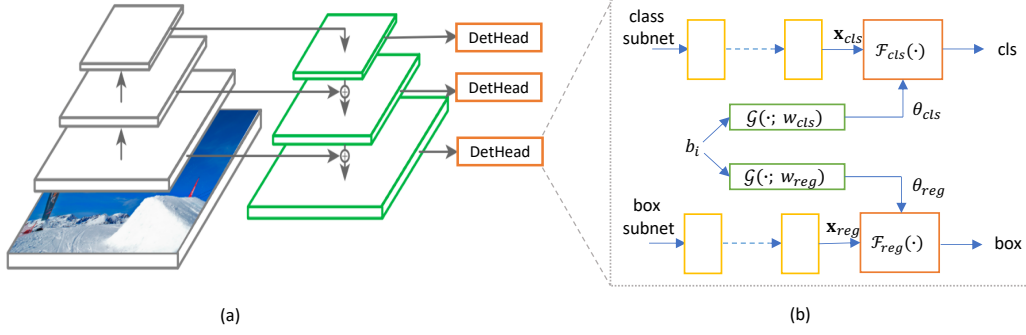 DetHead
DetHead
DetHead
(a)
class
subnet
x_cls
F_cls(·)
cls
G(·; w_cls)
θ_cls
b_i
G(·; w_reg)
θ_reg
box
subnet
x_reg
F_reg(·)
box
(b)